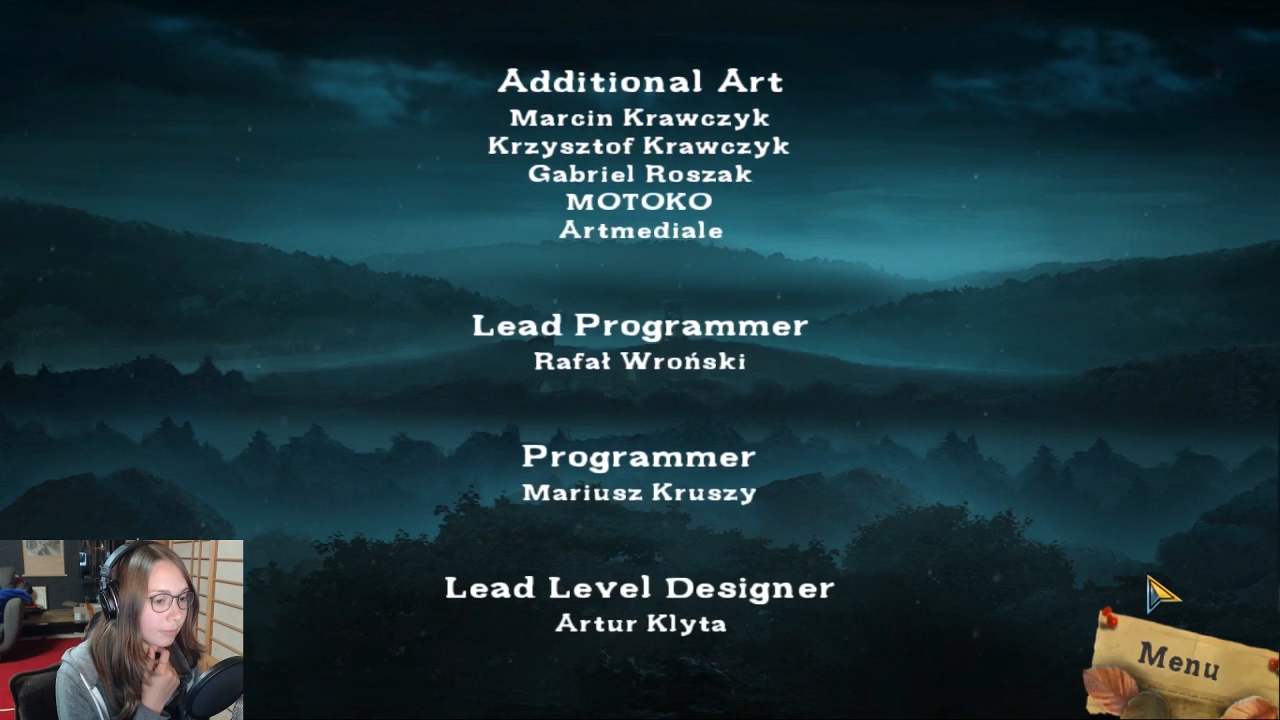 Additional Art
Marcin Krawczyk
Krzysztof Krawczyk
Gabriel Roszak
MOTOKO
Artmediale
Lead Programmer
Rafał Wroński
Programmer
Mariusz Kruszy
Lead Level Designer
Artur Klyta
Menu